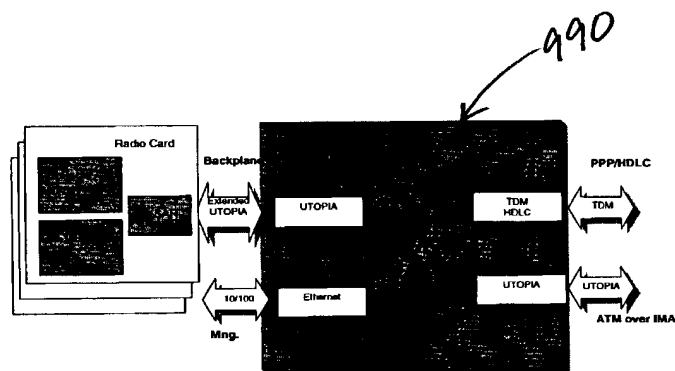 990
Radio Card
Backplane
PPP/HDLC
Extended
UTOPIA
UTOPIA
TDM
HDLC
TDM
10/100
Ethernet
UTOPIA
UTOPIA
Mng.
ATM over IMA